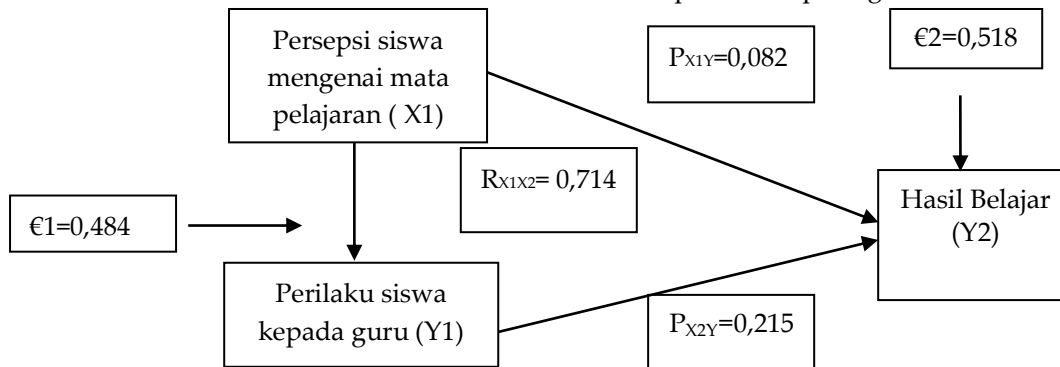 Persepsi siswa
mengenai mata
pelajaran ( X1)
PX1Y=0,082
€2=0,518
RX1X2= 0,714
€1=0,484
Hasil Belajar
(Y2)
Perilaku siswa
kepada guru (Y1)
PX2Y=0,215